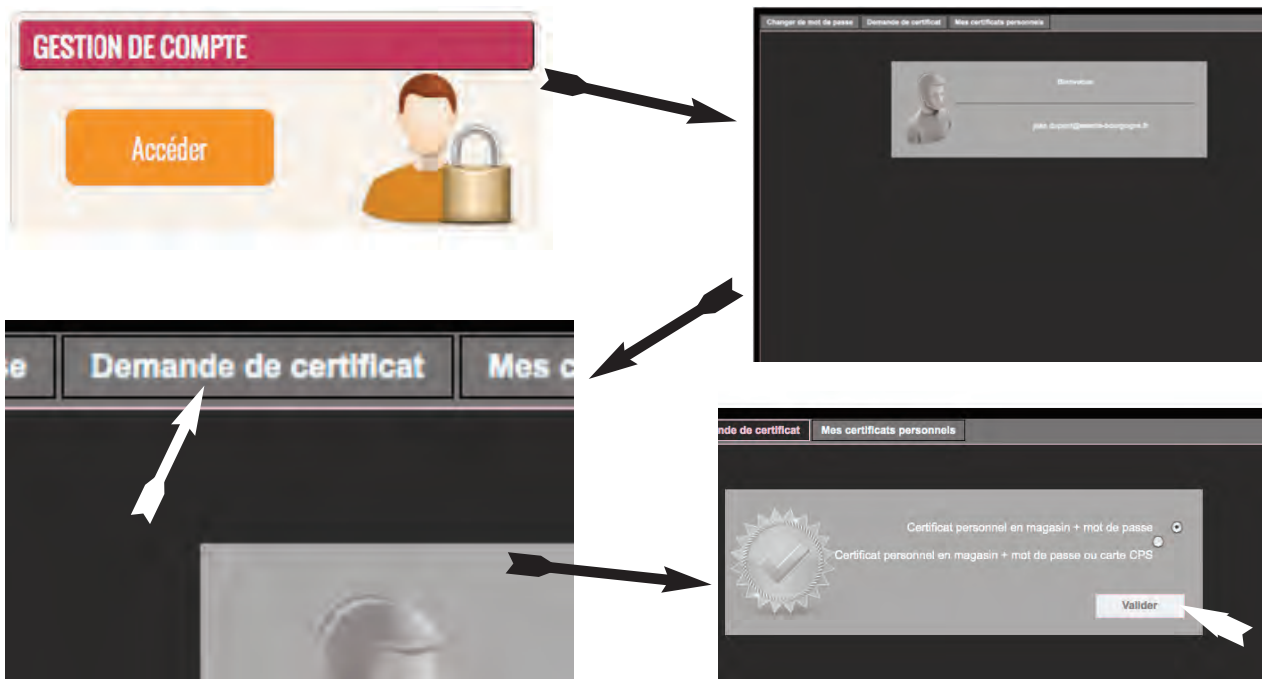 GESTION DE COMPTE
Accéder
Changer de mot de passe
Demande de certificat
Mes certificats personnels
Bienvenue
se
Demande de certificat
Mes c
nde de certificat
Mes certificats personnels
Certificat personnel en magasin + mot de passe
Certificat personnel en magasin + mot de passe ou carte CPS
Valider